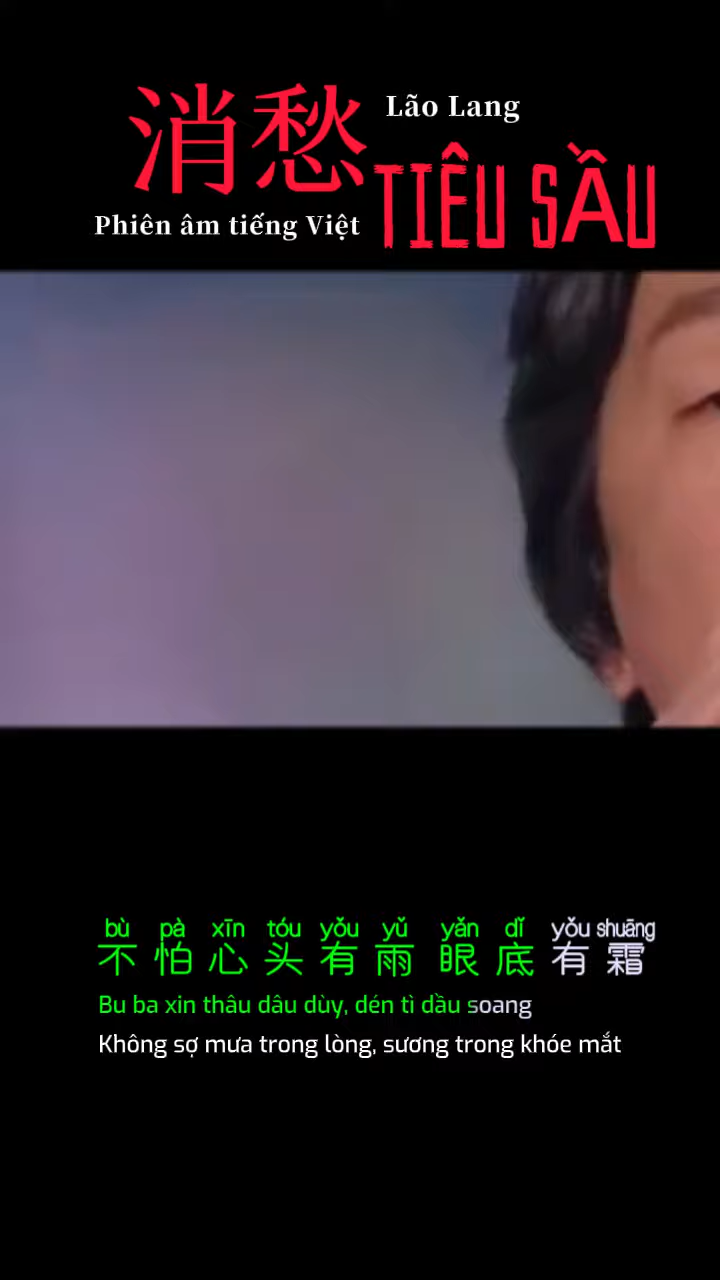 消愁
Lão Lang
TIÊU SẦU
Phiên âm tiếng Việt
bù pà xīn tóu yǒu yǔ yǎn dǐ yǒu shuāng
不怕心头有雨 眼底有霜
Bu ba xin thâu dâu dùy, dén tì dầu soang
Không sợ mưa trong lòng, sương trong khóe mắt